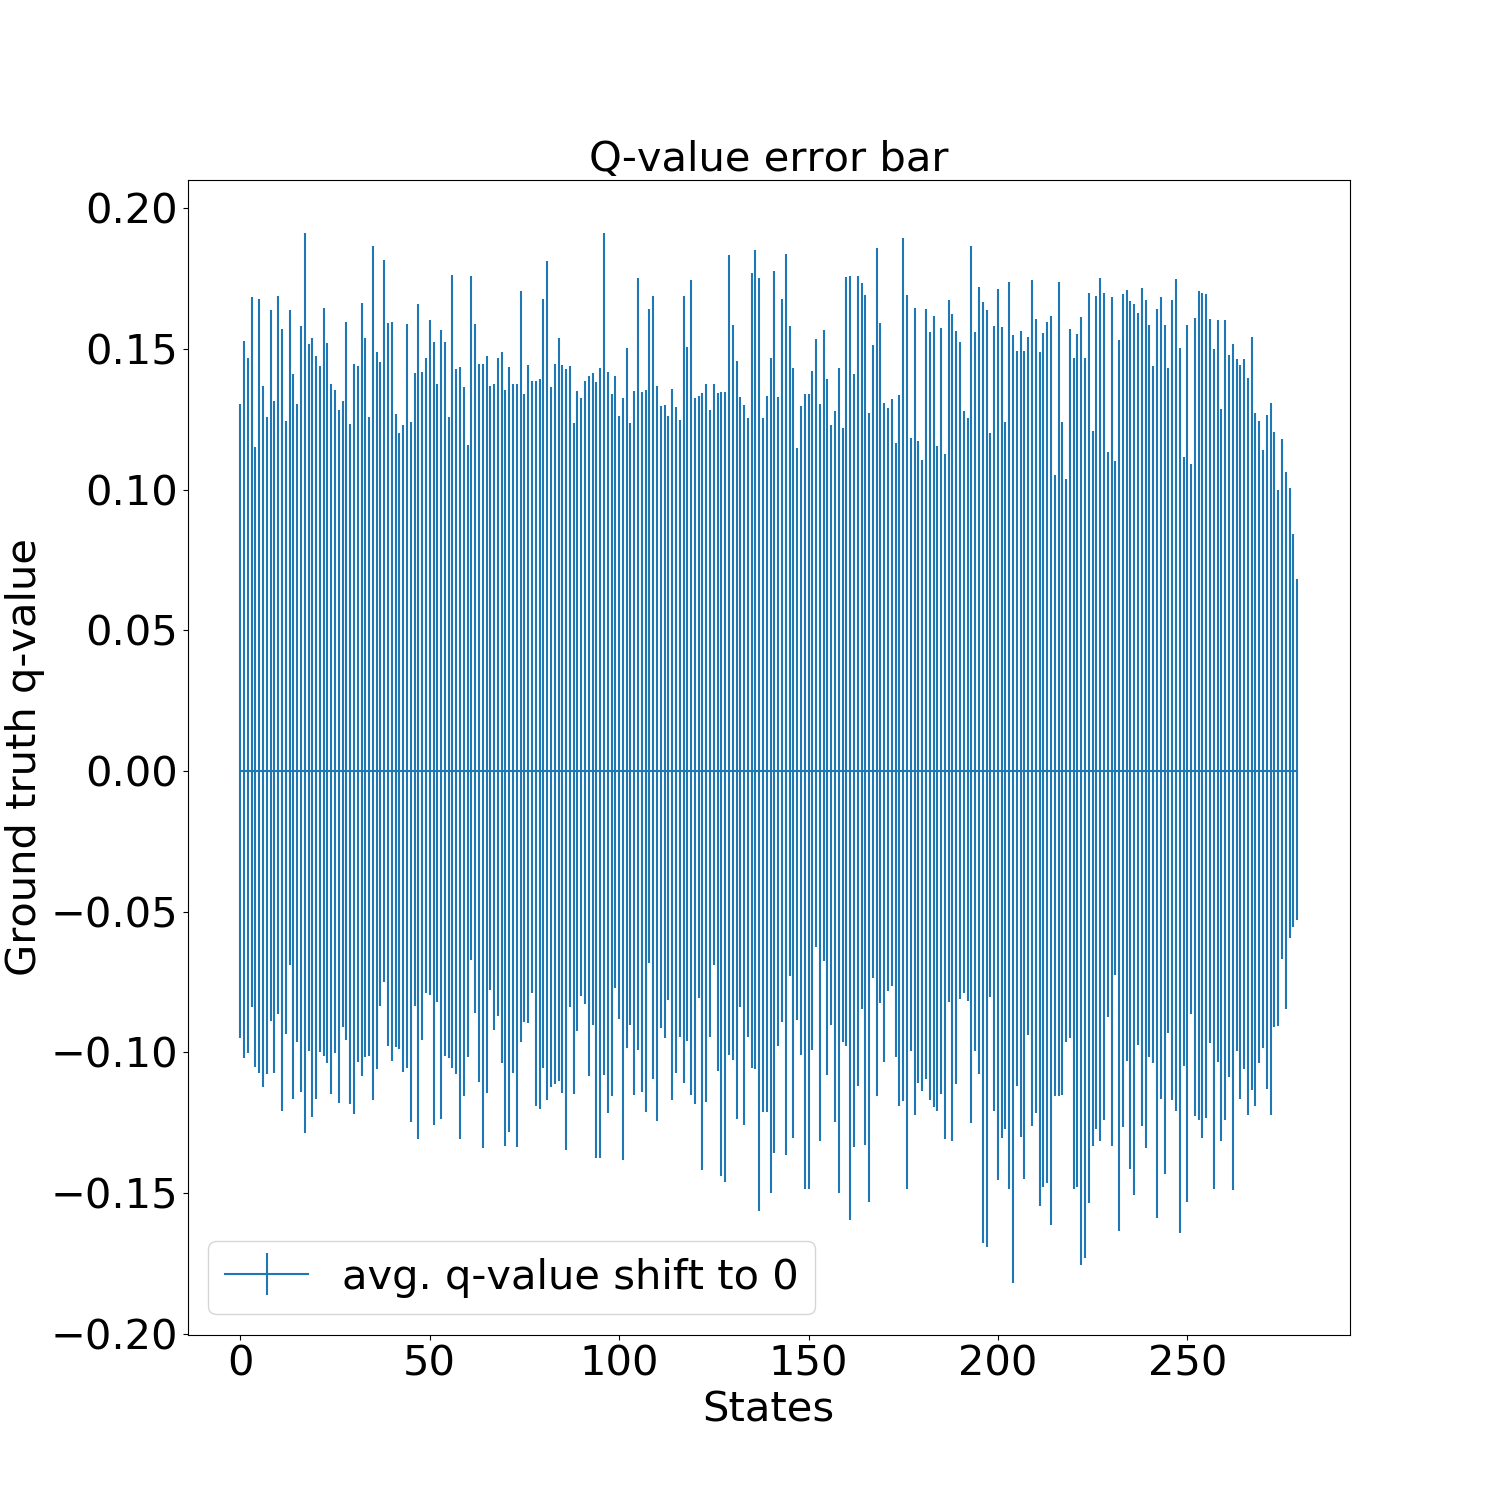 Q-value error bar
0.20
0.15
0.10
0.05
0.00
−0.05
−0.10
−0.15
−0.20
Ground truth q-value
avg. q-value shift to 0
0 50 100 150 200 250
States